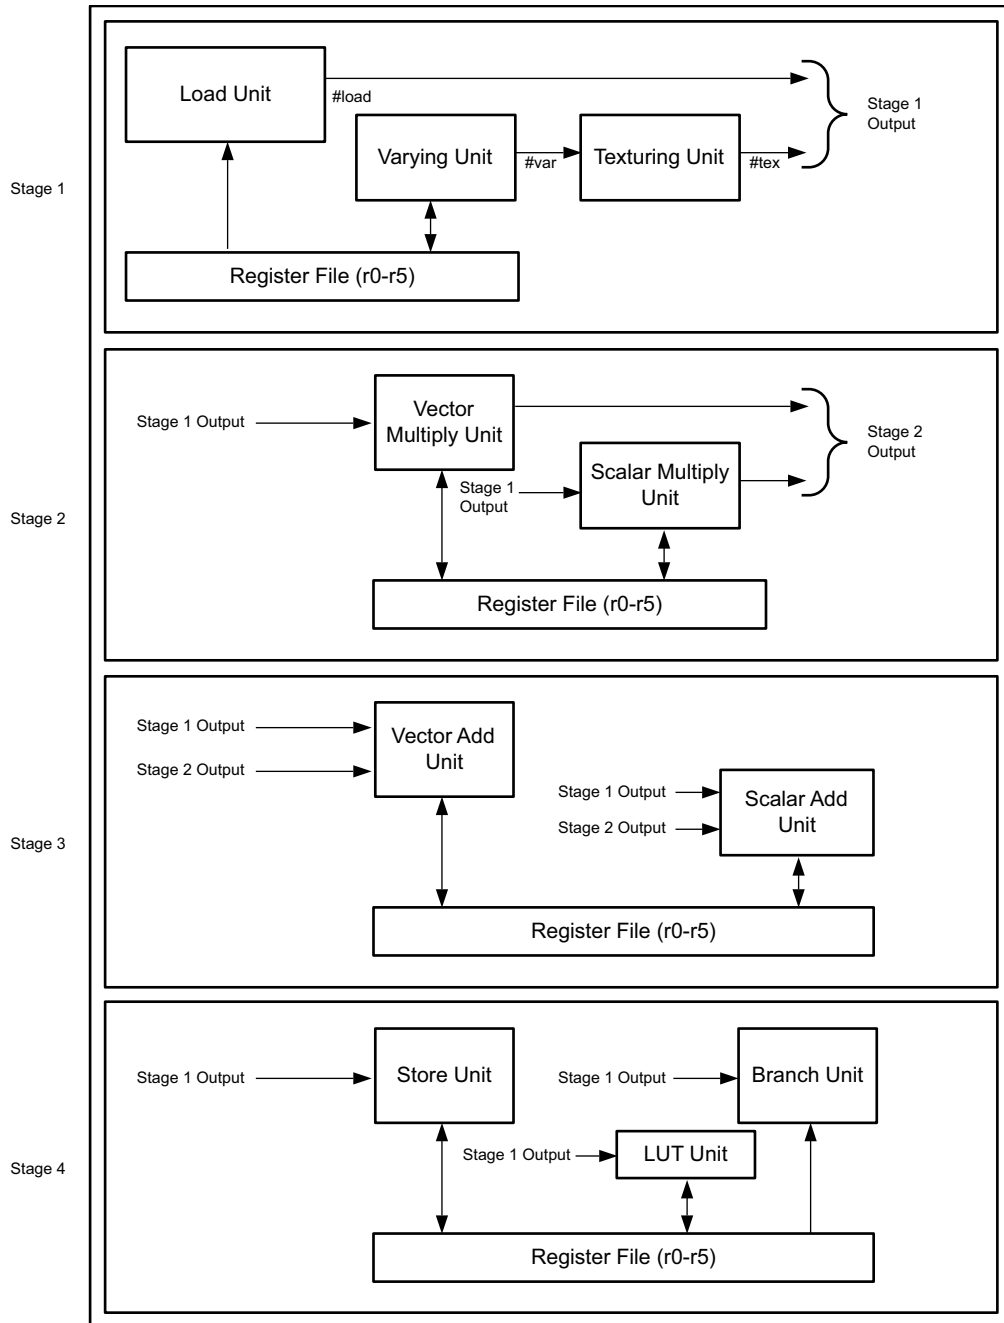 Stage 1
Load Unit
#load
Varying Unit
#var
Texturing Unit
#tex
Stage 1
Output
Register File (r0-r5)
Stage 2
Stage 1 Output
Vector
Multiply Unit
Stage 1
Output
Scalar Multiply
Unit
Stage 2
Output
Register File (r0-r5)
Stage 3
Stage 1 Output
Stage 2 Output
Vector Add
Unit
Stage 1 Output
Stage 2 Output
Scalar Add
Unit
Register File (r0-r5)
Stage 4
Stage 1 Output
Store Unit
Stage 1 Output
Branch Unit
Stage 1 Output
LUT Unit
Register File (r0-r5)